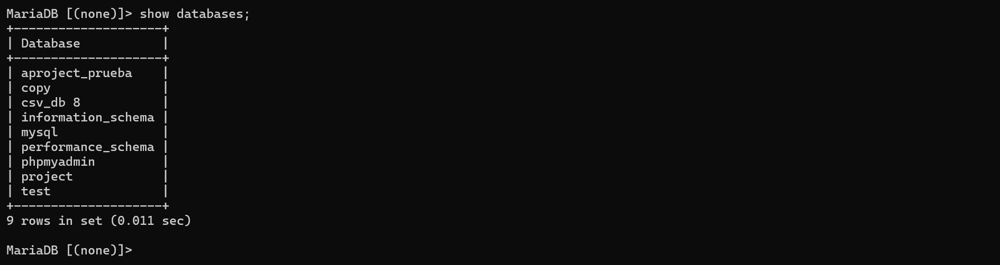 MariaDB [(none)]> show databases;
+--------------------+
| Database           |
+--------------------+
| aproject_prueba    |
| copy               |
| csv_db 8           |
| information_schema |
| mysql              |
| performance_schema |
| phpmyadmin         |
| project            |
| test               |
+--------------------+
9 rows in set (0.011 sec)

MariaDB [(none)]>